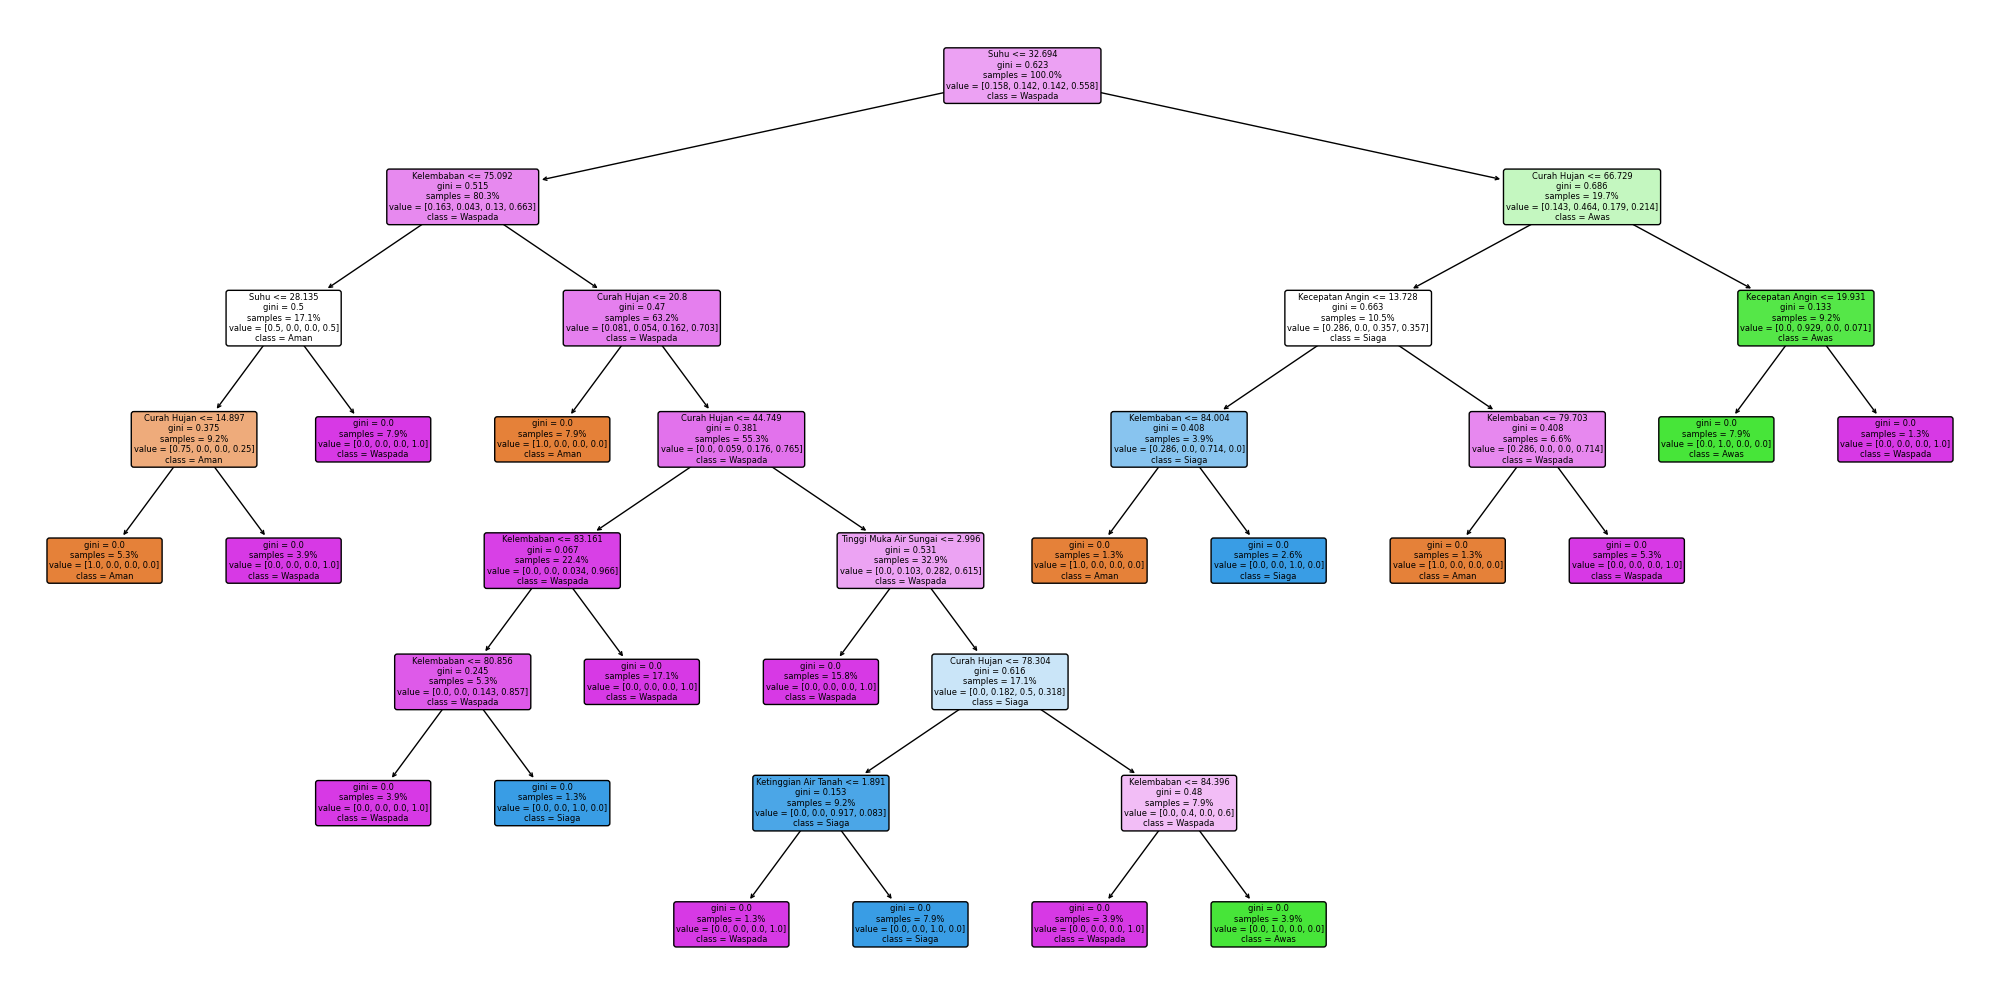 Suhu <= 32.694
gini = 0.623
samples = 100.0%
value = [0.158, 0.142, 0.142, 0.558]
class = Waspada
Kelembaban <= 75.092
gini = 0.515
samples = 80.3%
value = [0.163, 0.043, 0.13, 0.663]
class = Waspada
Curah Hujan <= 66.729
gini = 0.686
samples = 19.7%
value = [0.143, 0.464, 0.179, 0.214]
class = Awas
Suhu <= 28.135
gini = 0.5
samples = 17.1%
value = [0.5, 0.0, 0.0, 0.5]
class = Aman
Curah Hujan <= 20.8
gini = 0.47
samples = 63.2%
value = [0.081, 0.054, 0.162, 0.703]
class = Waspada
Kecepatan Angin <= 13.728
gini = 0.663
samples = 10.5%
value = [0.286, 0.0, 0.357, 0.357]
class = Siaga
Kecepatan Angin <= 19.931
gini = 0.133
samples = 9.2%
value = [0.0, 0.929, 0.0, 0.071]
class = Awas
Curah Hujan <= 14.897
gini = 0.375
samples = 9.2%
value = [0.75, 0.0, 0.0, 0.25]
class = Aman
gini = 0.0
samples = 7.9%
value = [0.0, 0.0, 0.0, 1.0]
class = Waspada
gini = 0.0
samples = 7.9%
value = [1.0, 0.0, 0.0, 0.0]
class = Aman
Curah Hujan <= 44.749
gini = 0.381
samples = 55.3%
value = [0.0, 0.059, 0.176, 0.765]
class = Waspada
Kelembaban <= 84.004
gini = 0.408
samples = 3.9%
value = [0.286, 0.0, 0.714, 0.0]
class = Siaga
Kelembaban <= 79.703
gini = 0.408
samples = 6.6%
value = [0.286, 0.0, 0.0, 0.714]
class = Waspada
gini = 0.0
samples = 7.9%
value = [0.0, 1.0, 0.0, 0.0]
class = Awas
gini = 0.0
samples = 1.3%
value = [0.0, 0.0, 0.0, 1.0]
class = Waspada
gini = 0.0
samples = 5.3%
value = [1.0, 0.0, 0.0, 0.0]
class = Aman
gini = 0.0
samples = 3.9%
value = [0.0, 0.0, 0.0, 1.0]
class = Waspada
Kelembaban <= 83.161
gini = 0.067
samples = 22.4%
value = [0.0, 0.0, 0.034, 0.966]
class = Waspada
Tinggi Muka Air Sungai <= 2.996
gini = 0.531
samples = 32.9%
value = [0.0, 0.103, 0.282, 0.615]
class = Waspada
gini = 0.0
samples = 1.3%
value = [1.0, 0.0, 0.0, 0.0]
class = Aman
gini = 0.0
samples = 2.6%
value = [0.0, 0.0, 1.0, 0.0]
class = Siaga
gini = 0.0
samples = 1.3%
value = [1.0, 0.0, 0.0, 0.0]
class = Aman
gini = 0.0
samples = 5.3%
value = [0.0, 0.0, 0.0, 1.0]
class = Waspada
Kelembaban <= 80.856
gini = 0.245
samples = 5.3%
value = [0.0, 0.0, 0.143, 0.857]
class = Waspada
gini = 0.0
samples = 17.1%
value = [0.0, 0.0, 0.0, 1.0]
class = Waspada
gini = 0.0
samples = 15.8%
value = [0.0, 0.0, 0.0, 1.0]
class = Waspada
Curah Hujan <= 78.304
gini = 0.616
samples = 17.1%
value = [0.0, 0.182, 0.5, 0.318]
class = Siaga
gini = 0.0
samples = 3.9%
value = [0.0, 0.0, 0.0, 1.0]
class = Waspada
gini = 0.0
samples = 1.3%
value = [0.0, 0.0, 1.0, 0.0]
class = Siaga
Ketinggian Air Tanah <= 1.891
gini = 0.153
samples = 9.2%
value = [0.0, 0.0, 0.917, 0.083]
class = Siaga
Kelembaban <= 84.396
gini = 0.48
samples = 7.9%
value = [0.0, 0.4, 0.0, 0.6]
class = Waspada
gini = 0.0
samples = 1.3%
value = [0.0, 0.0, 0.0, 1.0]
class = Waspada
gini = 0.0
samples = 7.9%
value = [0.0, 0.0, 1.0, 0.0]
class = Siaga
gini = 0.0
samples = 3.9%
value = [0.0, 0.0, 0.0, 1.0]
class = Waspada
gini = 0.0
samples = 3.9%
value = [0.0, 1.0, 0.0, 0.0]
class = Awas